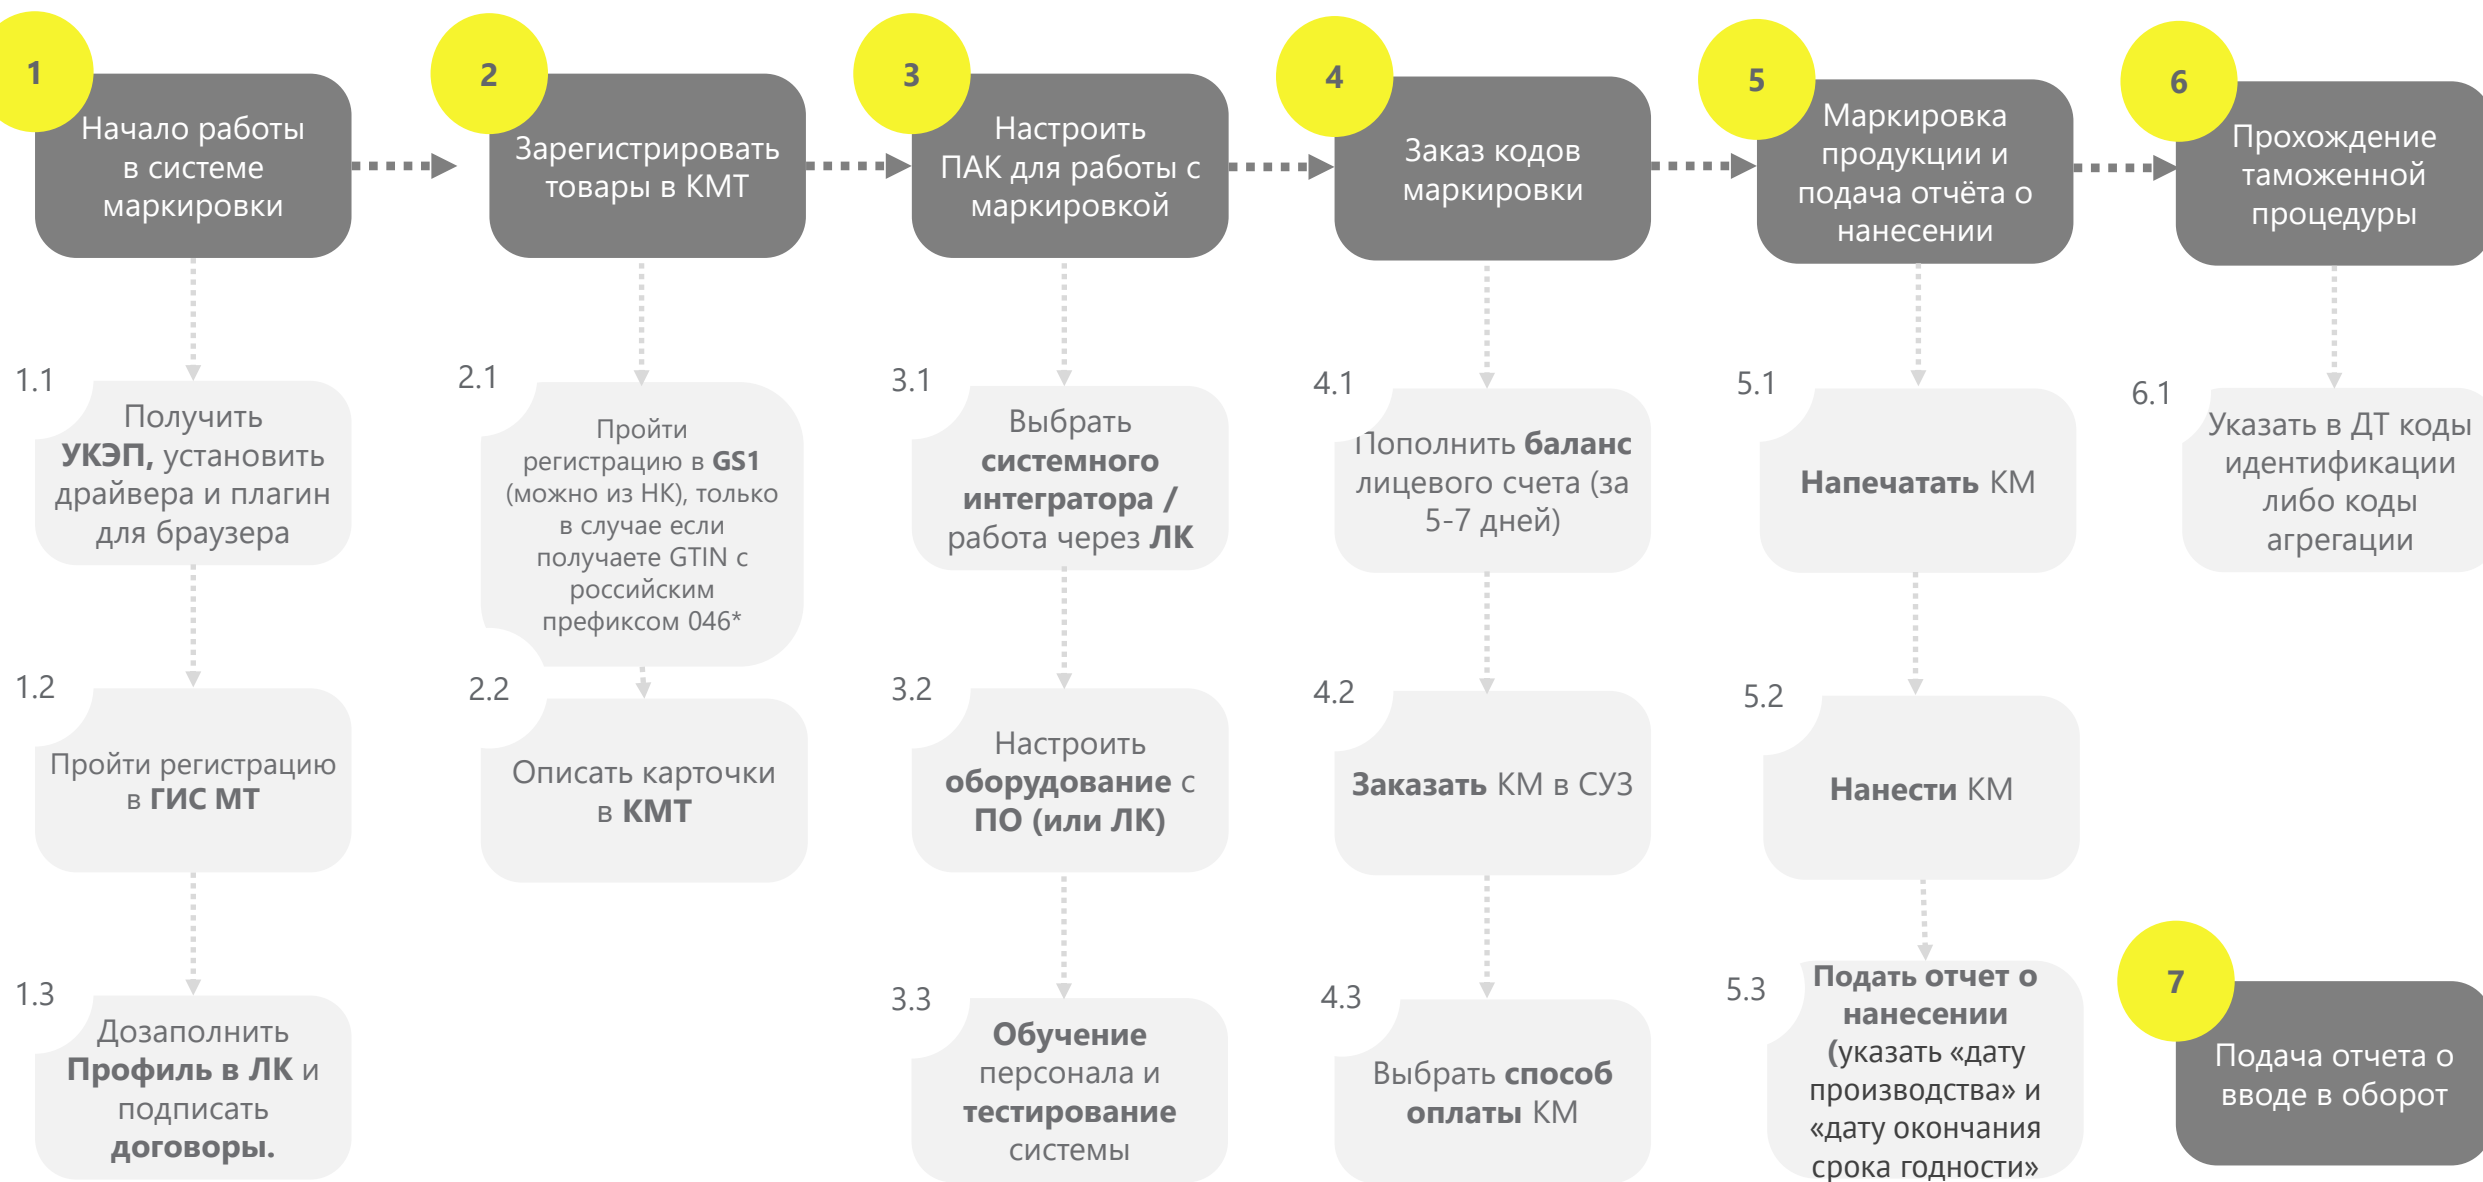 1
Начало работы
в системе
маркировки
1.1
Получить
УКЭП, установить
драйвера и плагин
для браузера
1.2
Пройти регистрацию
в ГИС МТ
1.3
Дозаполнить
Профиль в ЛК и
подписать
договоры.
2
Зарегистрировать
товары в КМТ
2.1
Пройти
регистрацию в GS1
(можно из НК), только
в случае если
получаете GTIN с
российским
префиксом 046*
2.2
Описать карточки
в КМТ
3
Настроить
ПАК для работы с
маркировкой
3.1
Выбрать
системного
интегратора /
работа через ЛК
3.2
Настроить
оборудование с
ПО (или ЛК)
3.3
Обучение
персонала и
тестирование
системы
4
Заказ кодов
маркировки
4.1
Пополнить баланс
лицевого счета (за
5-7 дней)
4.2
Заказать КМ в СУЗ
4.3
Выбрать способ
оплаты КМ
5
Маркировка
продукции и
подача отчёта о
нанесении
5.1
Напечатать КМ
5.2
Нанести КМ
5.3
Подать отчет о
нанесении
(указать «дату
производства» и
«дату окончания
срока годности»
6
Прохождение
таможенной
процедуры
6.1
Указать в ДТ коды
идентификации
либо коды
агрегации
7
Подача отчета о
вводе в оборот